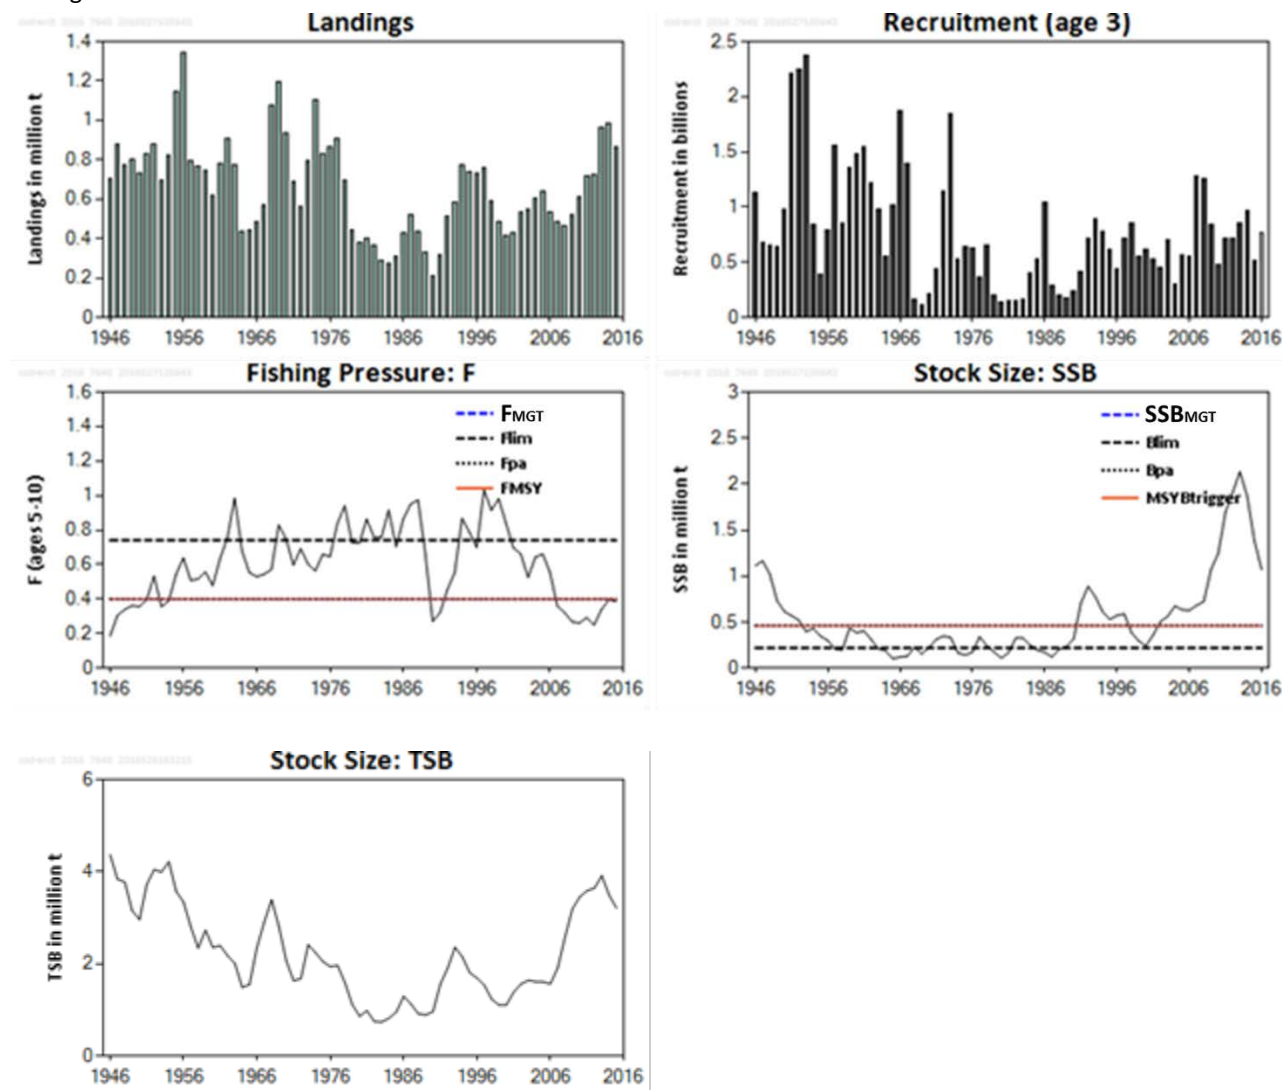 Landings
Landings in million t
1.4
1.2
1
0.8
0.6
0.4
0.2
0
1946 1956 1966 1976 1986 1996 2006 2016
Recruitment (age 3)
Recruitment in billions
2.5
2
1.5
1
0.5
0
1946 1956 1966 1976 1986 1996 2006 2016
Fishing Pressure: F
F (ages 5-10)
1.6
1.4
1.2
1
0.8
0.6
0.4
0.2
0
FMGT
Flim
Fpa
FMSY
1946 1956 1966 1976 1986 1996 2006 2016
Stock Size: SSB
SSB in million t
3
2.5
2
1.5
1
0.5
0
SSBMGT
Blim
Bpa
MSYBtrigger
1946 1956 1966 1976 1986 1996 2006 2016
Stock Size: TSB
TSB in million t
6
4
2
0
1946 1956 1966 1976 1986 1996 2006 2016